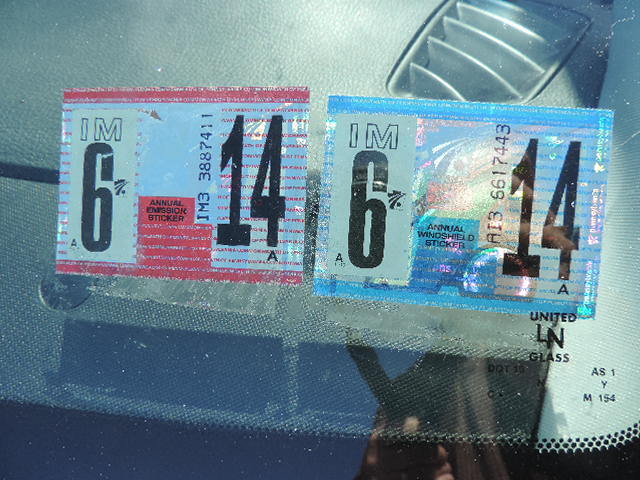 IM
6
A
ANNUAL
EMISSION
STICKER
IM3 3887411
14
A
IM
6
A
ANNUAL
WINDSHIELD
STICKER
AI3 6617443
14
A
UNITED
LN
GLASS
AS 1
Y
M 154